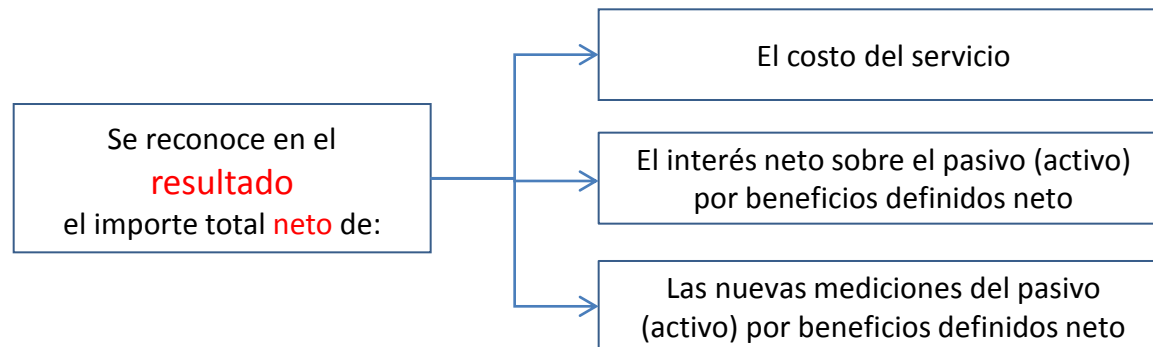 Se reconoce en el
resultado
el importe total neto de:
El costo del servicio
El interés neto sobre el pasivo (activo)
por beneficios definidos neto
Las nuevas mediciones del pasivo
(activo) por beneficios definidos neto